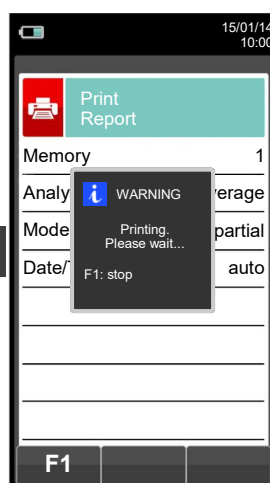 15/01/14
10:00
Print
Report
Memory 1
Analy verage
Mode partial
Date/ auto
WARNING
Printing.
Please wait...
F1: stop
F1